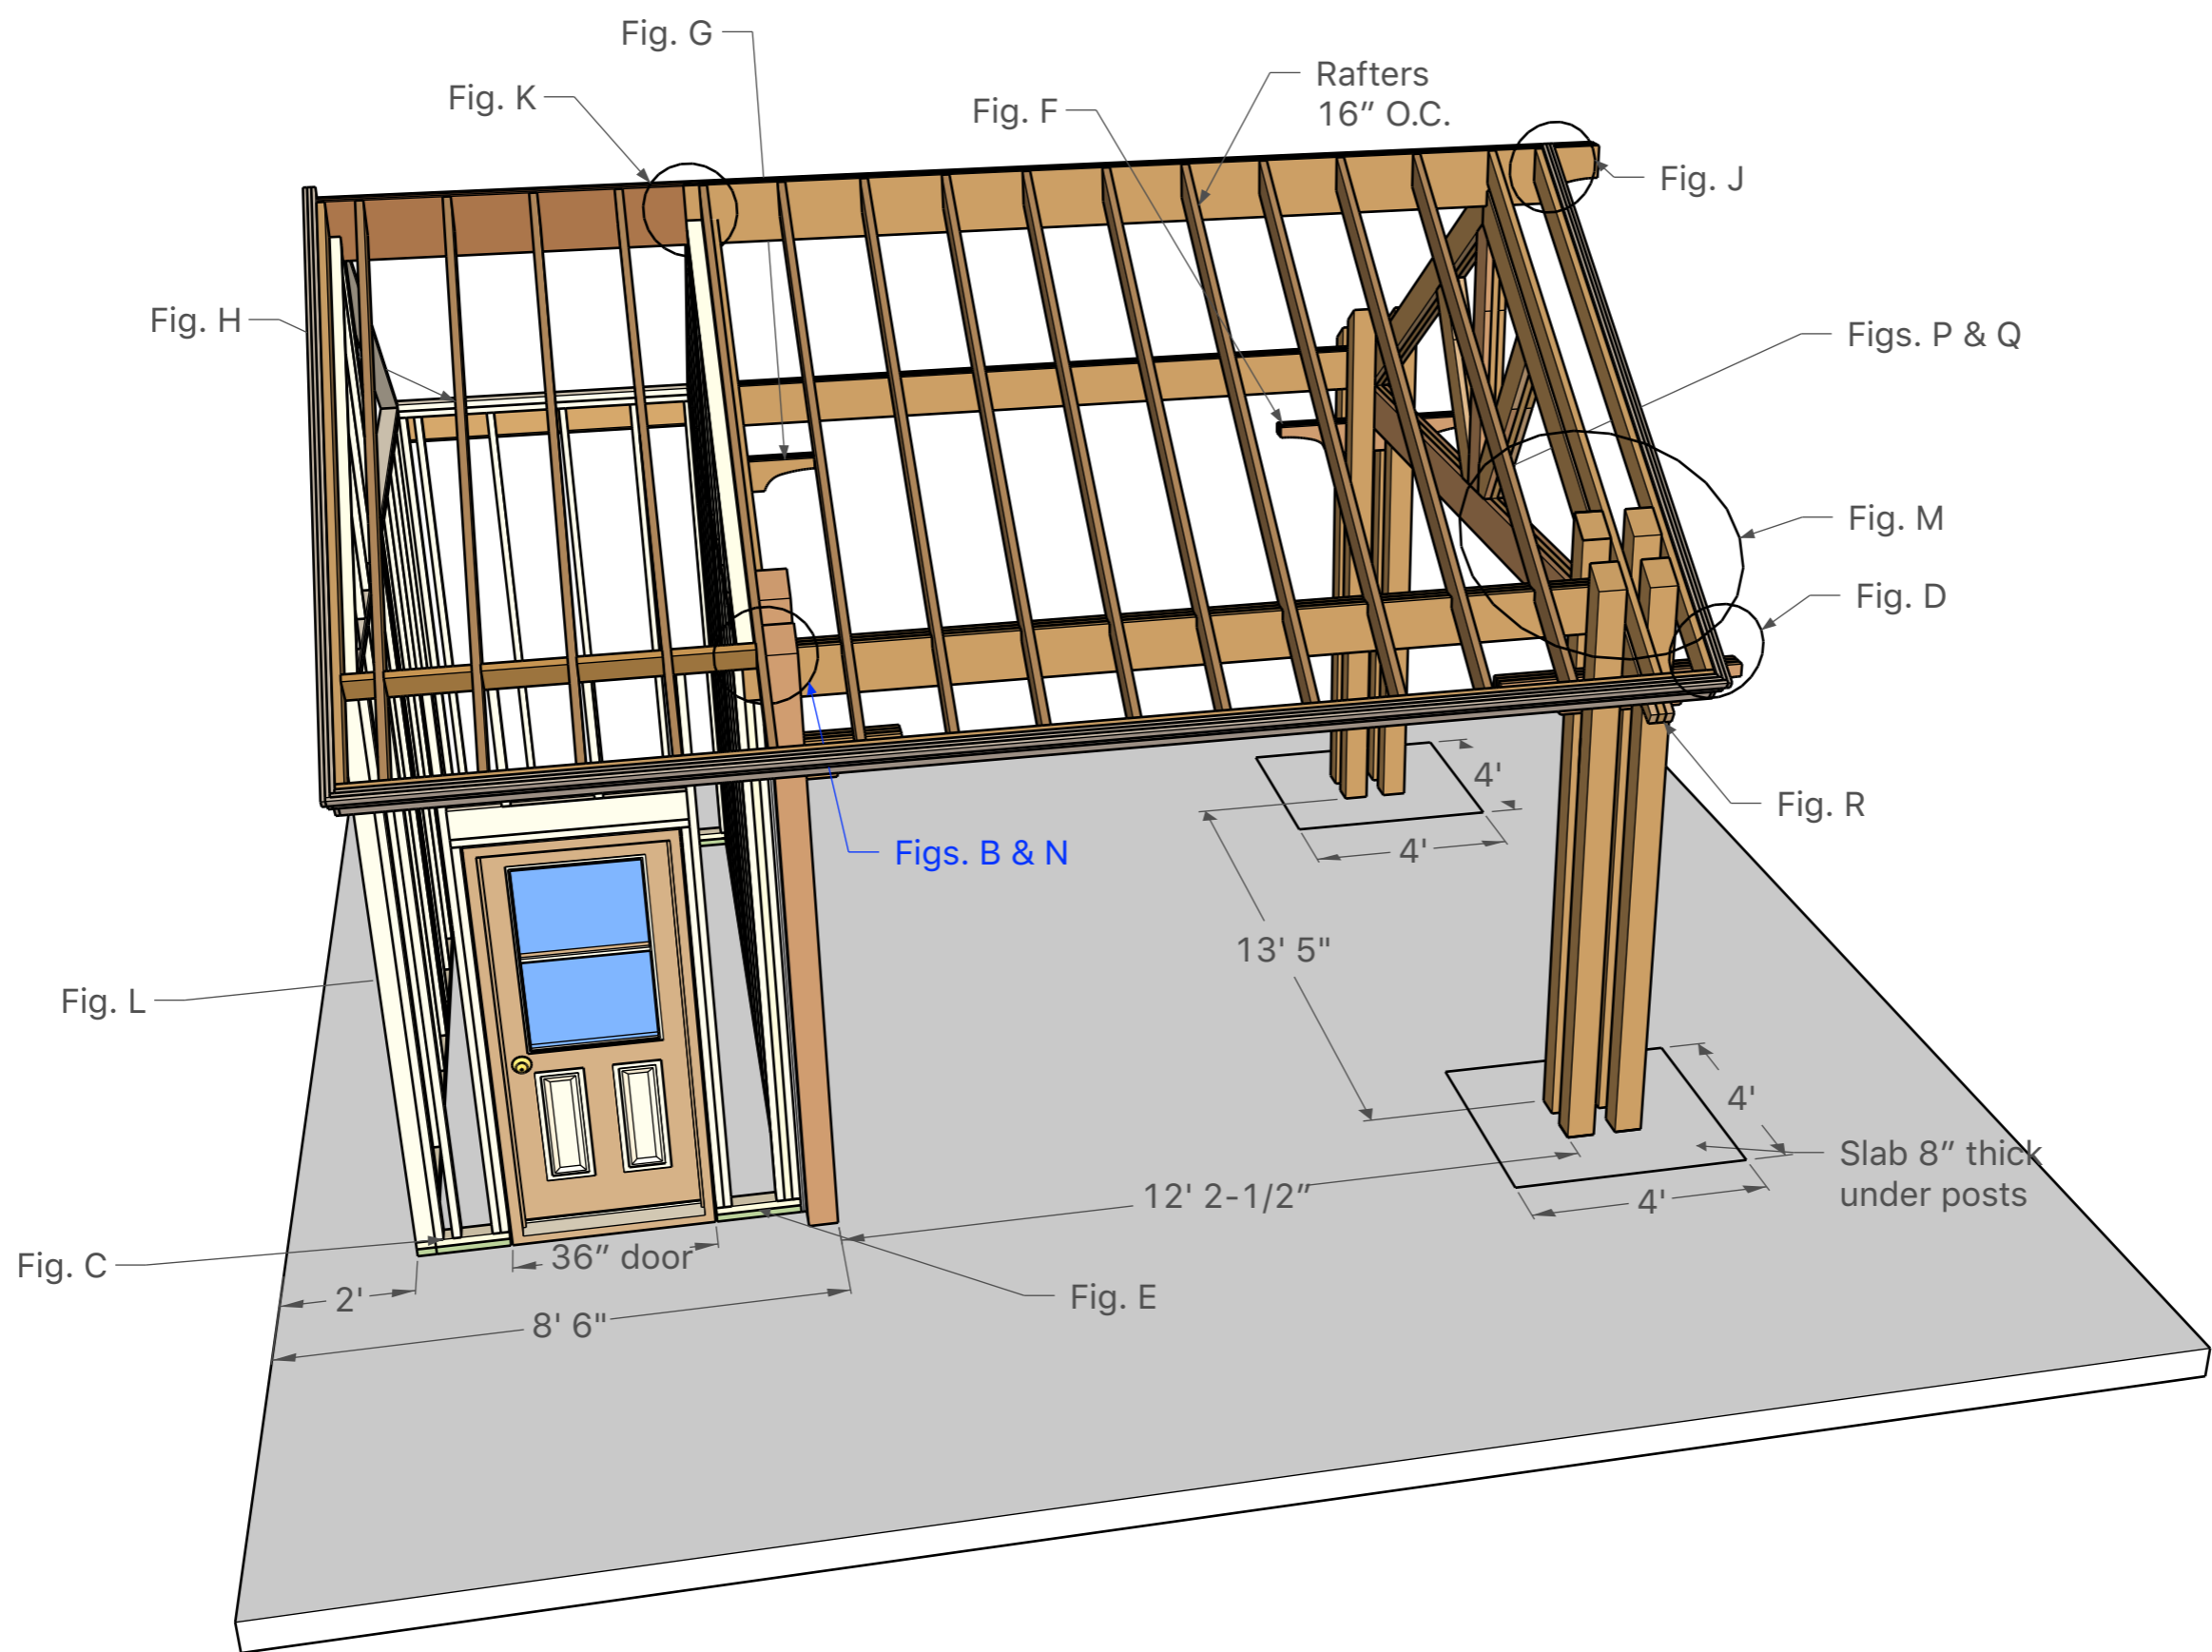 Fig. G
Rafters
16” O.C.
Fig. K
Fig. F
Fig. J
Fig. H
Figs. P & Q
Fig. M
Fig. D
4'
Fig. R
4'
Figs. B & N
13' 5"
Fig. L
4'
Slab 8” thick
under posts
12' 2-1/2”
4'
36” door
Fig. C
2'
Fig. E
8' 6"